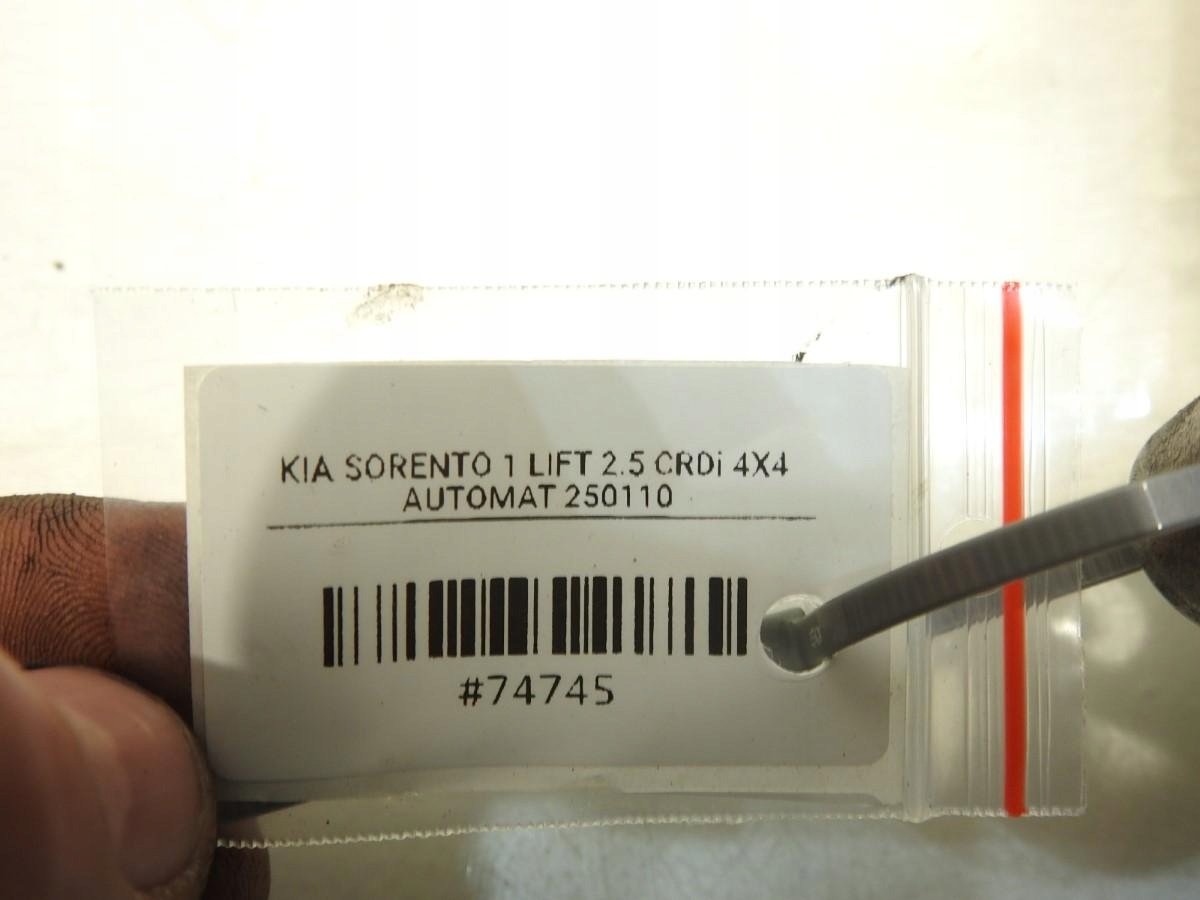 KIA SORENTO 1 LIFT 2.5 CRDi 4X4
AUTOMAT 250110
#74745